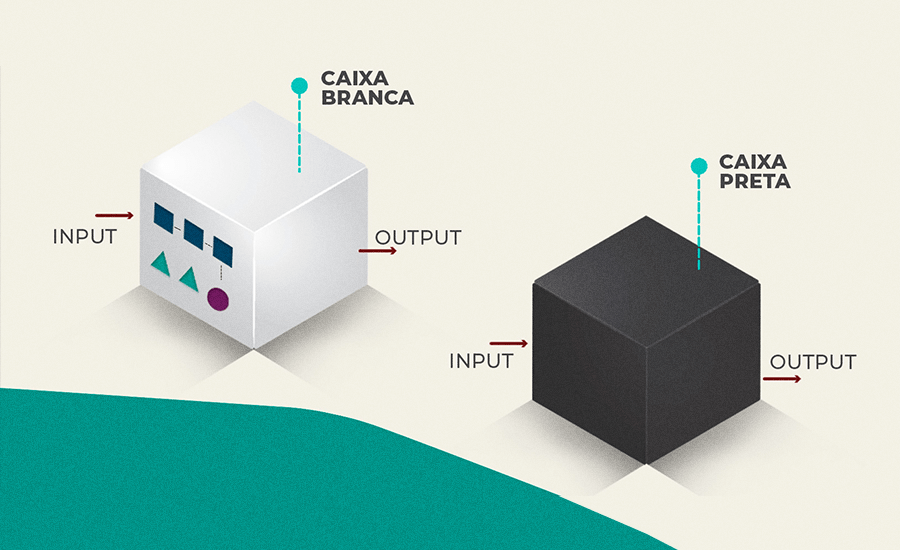 CAIXA
BRANCA
INPUT
OUTPUT
CAIXA
PRETA
INPUT
OUTPUT